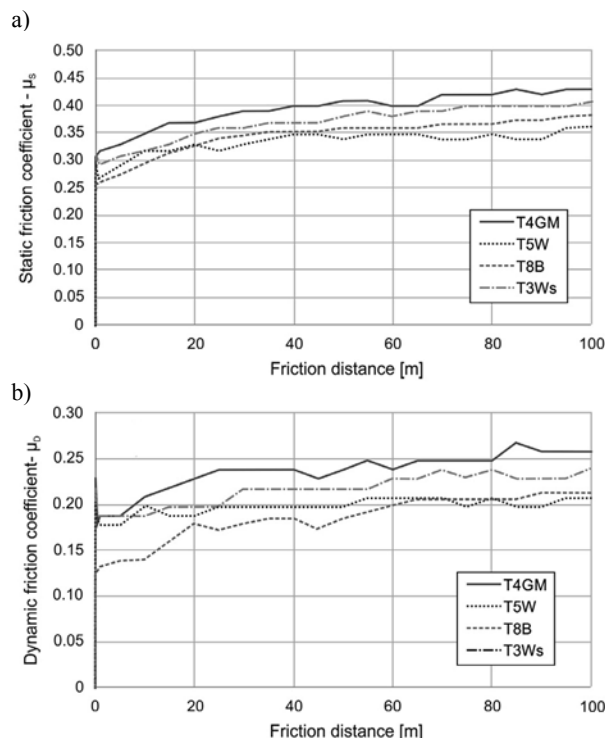 a)
Static friction coefficient - μs
0.50
0.45
0.40
0.35
0.30
0.25
0.20
0.15
0.10
0.05
0
T4GM
T5W
T8B
T3Ws
0 20 40 60 80 100
Friction distance [m]
b)
Dynamic friction coefficient- μD
0.30
0.25
0.20
0.15
0.10
0.05
0
T4GM
T5W
T8B
T3Ws
0 20 40 60 80 100
Friction distance [m]